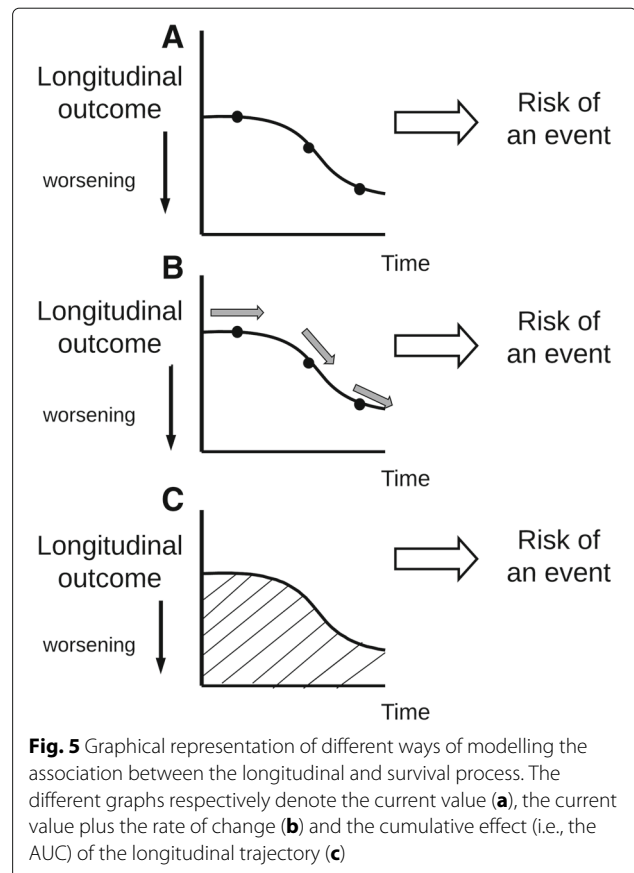 A
Longitudinal
outcome
worsening
Risk of
an event
Time
B
Longitudinal
outcome
worsening
Risk of
an event
Time
C
Longitudinal
outcome
worsening
Risk of
an event
Time
Fig. 5 Graphical representation of different ways of modelling the
association between the longitudinal and survival process. The
different graphs respectively denote the current value (a), the current
value plus the rate of change (b) and the cumulative effect (i.e., the
AUC) of the longitudinal trajectory (c)